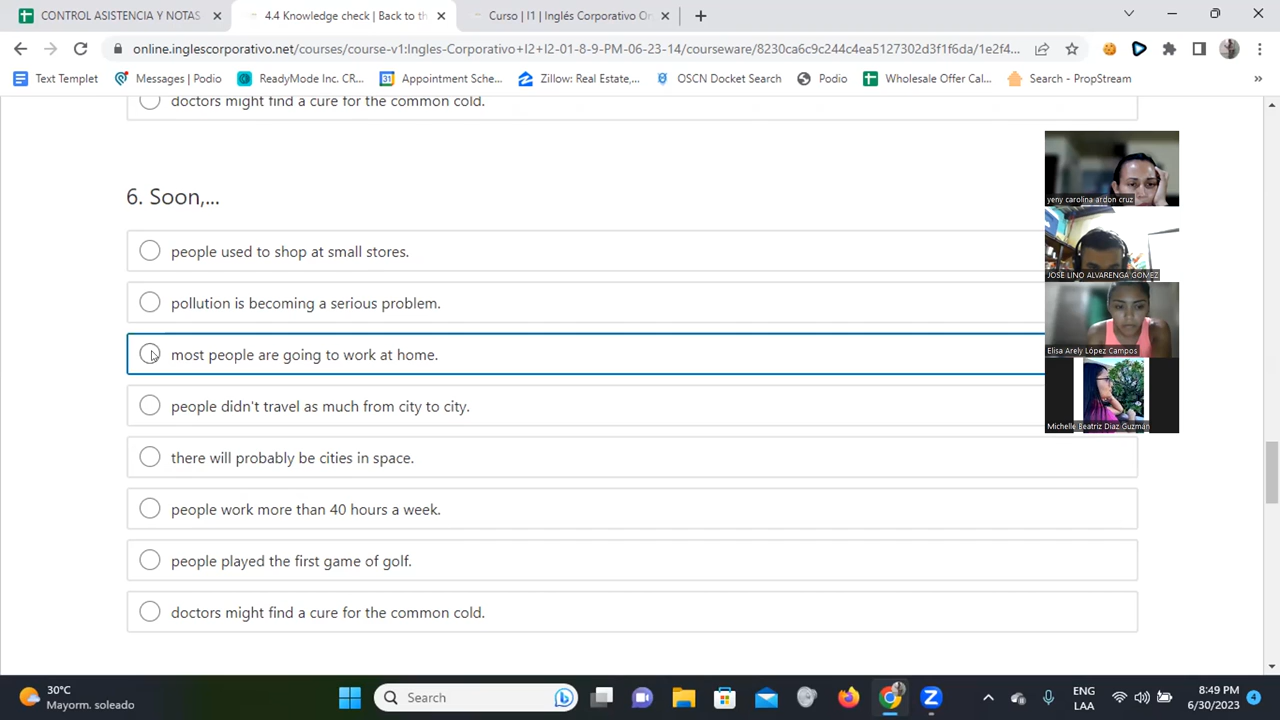 CONTROL ASISTENCIA Y NOTAS
4.4 Knowledge check | Back to th
Curso | I1 | Inglés Corporativo On
online.inglescorporativo.net/courses/course-v1:Ingles-Corporativo+I2+I2-01-8-9-PM-06-23-14/courseware/8230ca6c9c244c4ea5127302d3f1f6da/1e2f4...
Text Templet
Messages | Podio
ReadyMode Inc. CR...
Appointment Sche...
Zillow: Real Estate,...
OSCN Docket Search
Podio
Wholesale Offer Cal...
Search - PropStream
doctors might find a cure for the common cold.
6. Soon,...
people used to shop at small stores.
pollution is becoming a serious problem.
most people are going to work at home.
people didn't travel as much from city to city.
there will probably be cities in space.
people work more than 40 hours a week.
people played the first game of golf.
doctors might find a cure for the common cold.
yeny carolina ardon cruz
JOSE LINO ALVARENGA GOMEZ
Elisa Arely López Campos
Michelle Beatriz Diaz Guzman
30°C
Mayorm. soleado
Search
ENG
LAA
8:49 PM
6/30/2023
4